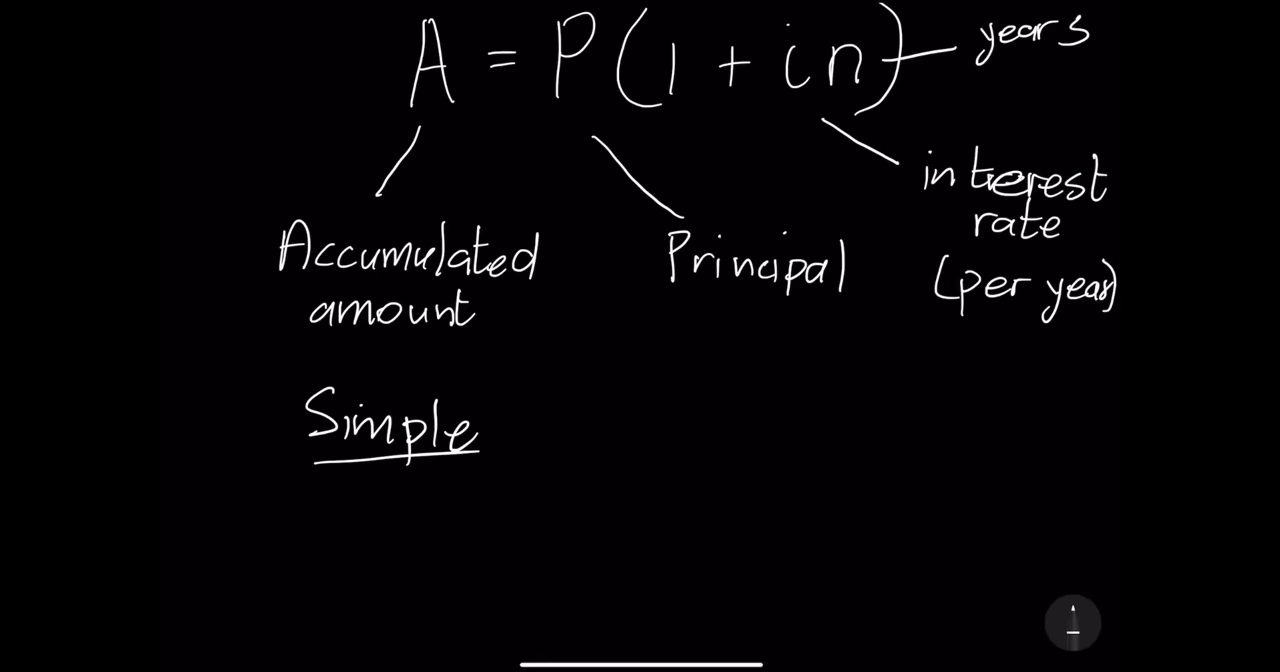 A = P(1 + in)
years
interest
rate
(per year)
Accumulated
amount
Principal
Simple